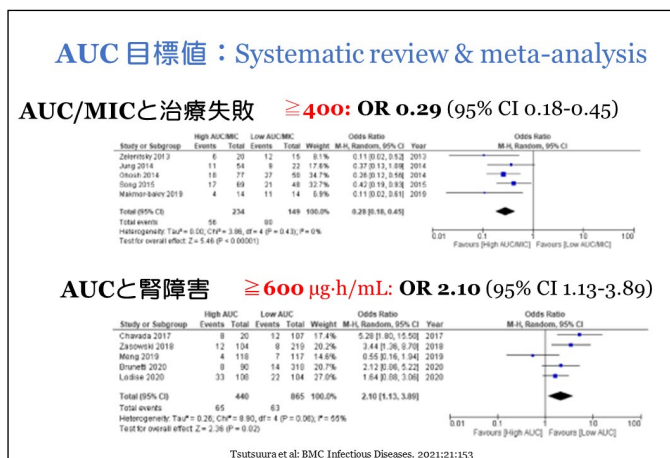 AUC 目標値：Systematic review & meta-analysis
AUC/MICと治療失敗 ≧400: OR 0.29 (95% CI 0.18-0.45)
High AUC/MIC Low AUC/MIC Odds Ratio Odds Ratio
Study or Subgroup Events Total Events Total Weight M-H, Random, 95% CI Year M-H, Random, 95% CI
Zelenitsky 2013 6 20 12 15 8.1% 0.11 [0.02, 0.52] 2013
Jung 2014 11 54 9 22 17.6% 0.37 [0.13, 1.09] 2014
Ghosh 2014 18 77 27 50 35.7% 0.26 [0.12, 0.56] 2014
Song 2015 17 69 21 48 32.7% 0.42 [0.19, 0.93] 2015
Makmor-bakry 2019 4 14 11 14 6.9% 0.11 [0.02, 0.61] 2019
Total (95% CI) 234 149 100.0% 0.28 [0.18, 0.45]
Total events 56 80
Heterogeneity: Tau² = 0.00; Chi² = 3.86, df = 4 (P = 0.43); I² = 0%
Test for overall effect: Z = 5.46 (P < 0.00001)
0.01 0.1 1 10 100
Favours [High AUC/MIC] Favours [Low AUC/MIC]
AUCと腎障害 ≧600 μg·h/mL: OR 2.10 (95% CI 1.13-3.89)
High AUC Low AUC Odds Ratio Odds Ratio
Study or Subgroup Events Total Events Total Weight M-H, Random, 95% CI Year M-H, Random, 95% CI
Chavada 2017 8 20 12 107 17.4% 5.28 [1.80, 15.50] 2017
Zasowski 2018 12 104 8 219 20.2% 3.44 [1.36, 8.70] 2018
Meng 2019 4 118 7 117 14.6% 0.55 [0.16, 1.94] 2019
Brunetti 2020 8 90 14 318 20.7% 2.12 [0.86, 5.22] 2020
Lodise 2020 33 108 22 104 27.0% 1.64 [0.88, 3.06] 2020
Total (95% CI) 440 865 100.0% 2.10 [1.13, 3.89]
Total events 65 63
Heterogeneity: Tau² = 0.26; Chi² = 8.90, df = 4 (P = 0.06); I² = 55%
Test for overall effect: Z = 2.36 (P = 0.02)
0.01 0.1 1 10 100
Favours [High AUC] Favours [Low AUC]
Tsutsuura et al: BMC Infectious Diseases. 2021;21:153